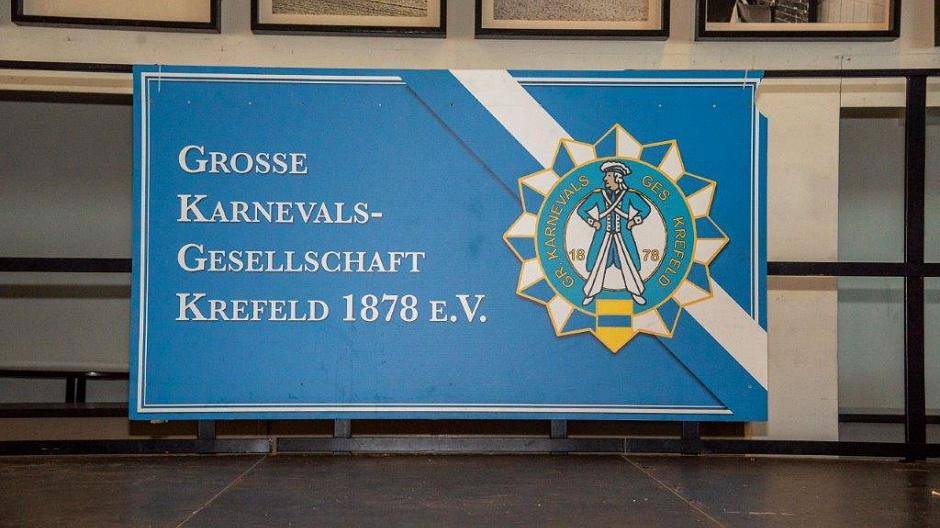 GROSSE
KARNEVALS-
GESELLSCHAFT
KREFELD 1878 E.V.
GR KARNEVALS GES KREFELD
18 78